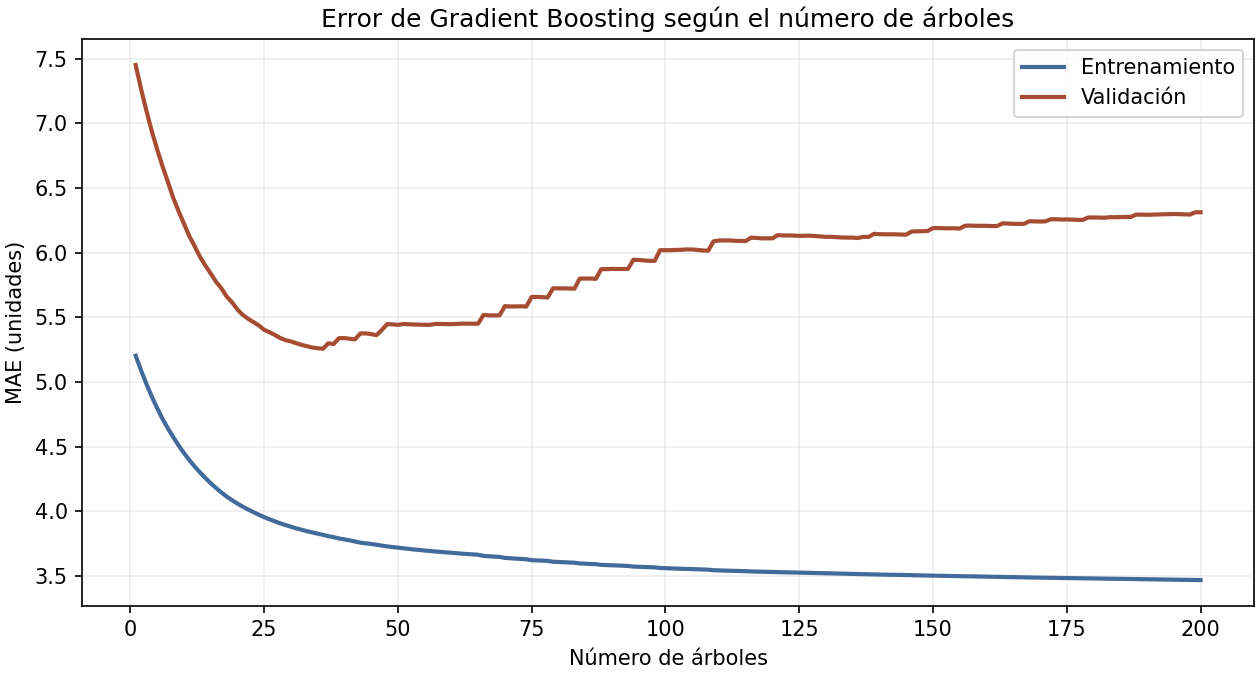 Error de Gradient Boosting según el número de árboles
Entrenamiento
Validación
MAE (unidades)
7.5
7.0
6.5
6.0
5.5
5.0
4.5
4.0
3.5
0 25 50 75 100 125 150 175 200
Número de árboles